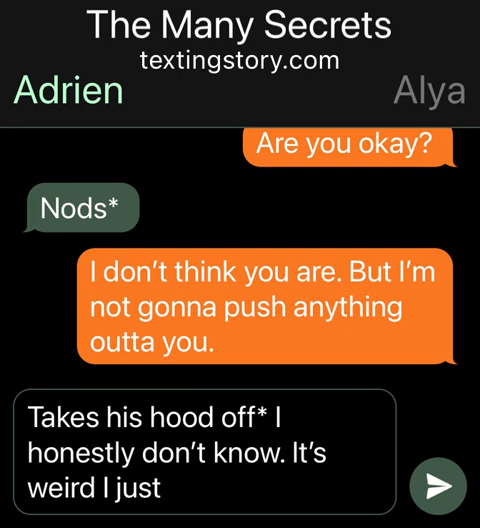 The Many Secrets
textingstory.com
Adrien
Alya
Are you okay?
Nods*
I don’t think you are. But I’m
not gonna push anything
outta you.
Takes his hood off* I
honestly don’t know. It’s
weird I just